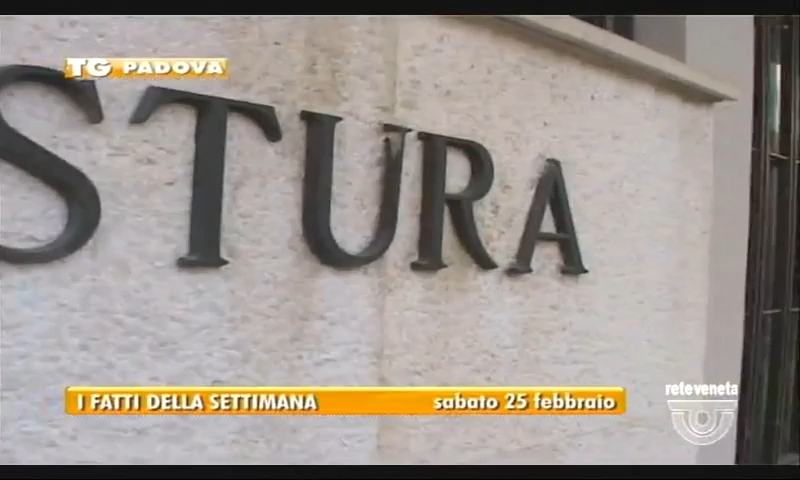 TG PADOVA
STURA
I FATTI DELLA SETTIMANA sabato 25 febbraio
reteveneta